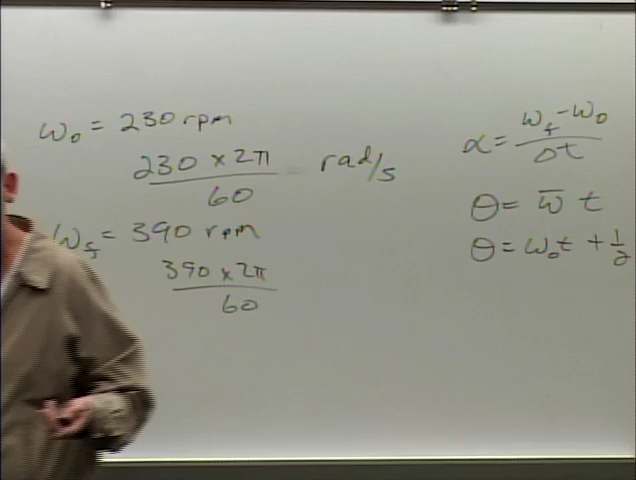 ω₀ = 230 rpm
230 × 2π
60
rad/s
ω_f = 390 rpm
390 × 2π
60
α = ω_f - ω₀
Δt
θ = ω̅ t
θ = ω₀t + 1/2